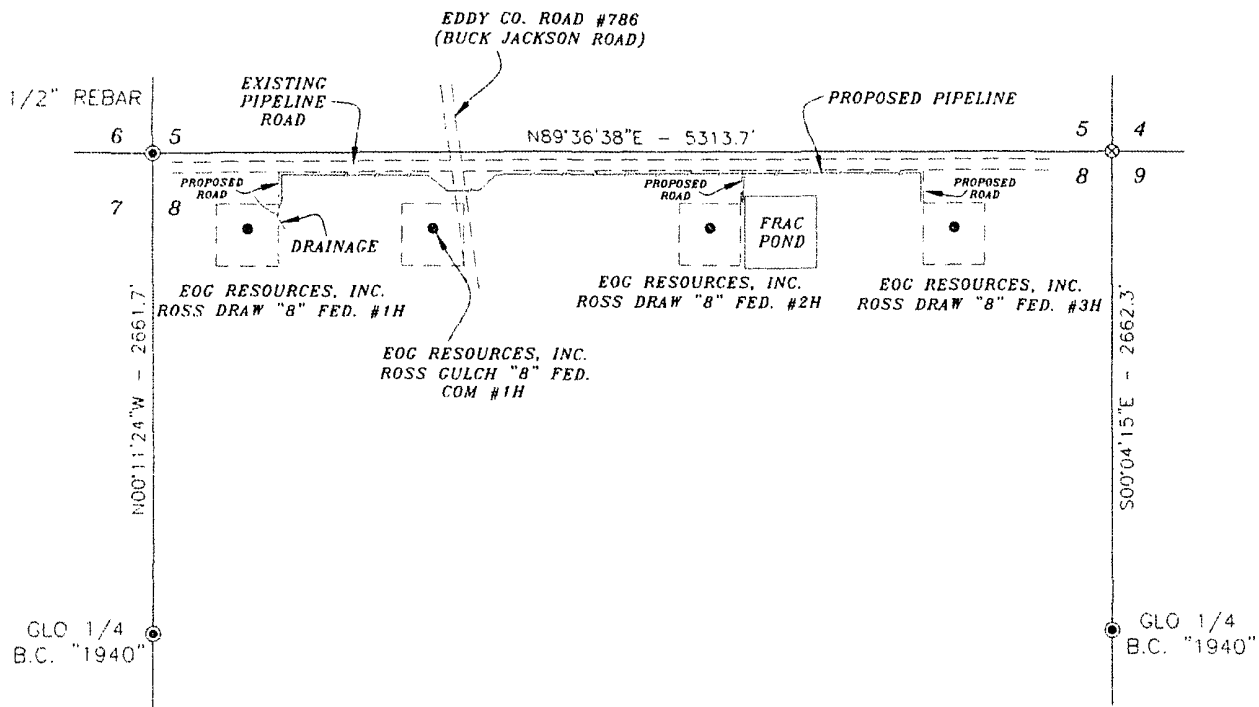 EDDY CO. ROAD #786
(BUCK JACKSON ROAD)
1/2" REBAR
EXISTING
PIPELINE
ROAD
PROPOSED PIPELINE
6 5
N89°36'38"E - 5313.7'
5 4
PROPOSED
ROAD
PROPOSED
ROAD
8 9
PROPOSED
ROAD
7 8
DRAINAGE
FRAC
POND
EOG RESOURCES, INC.
ROSS DRAW "8" FED. #1H
EOG RESOURCES, INC.
ROSS DRAW "8" FED. #2H
EOG RESOURCES, INC.
ROSS DRAW "8" FED. #3H
EOG RESOURCES, INC.
ROSS GULCH "8" FED.
COM #1H
N00°11'24"W - 2661.7'
S00°04'15"E - 2662.3'
GLO 1/4
B.C. "1940"
GLO 1/4
B.C. "1940"